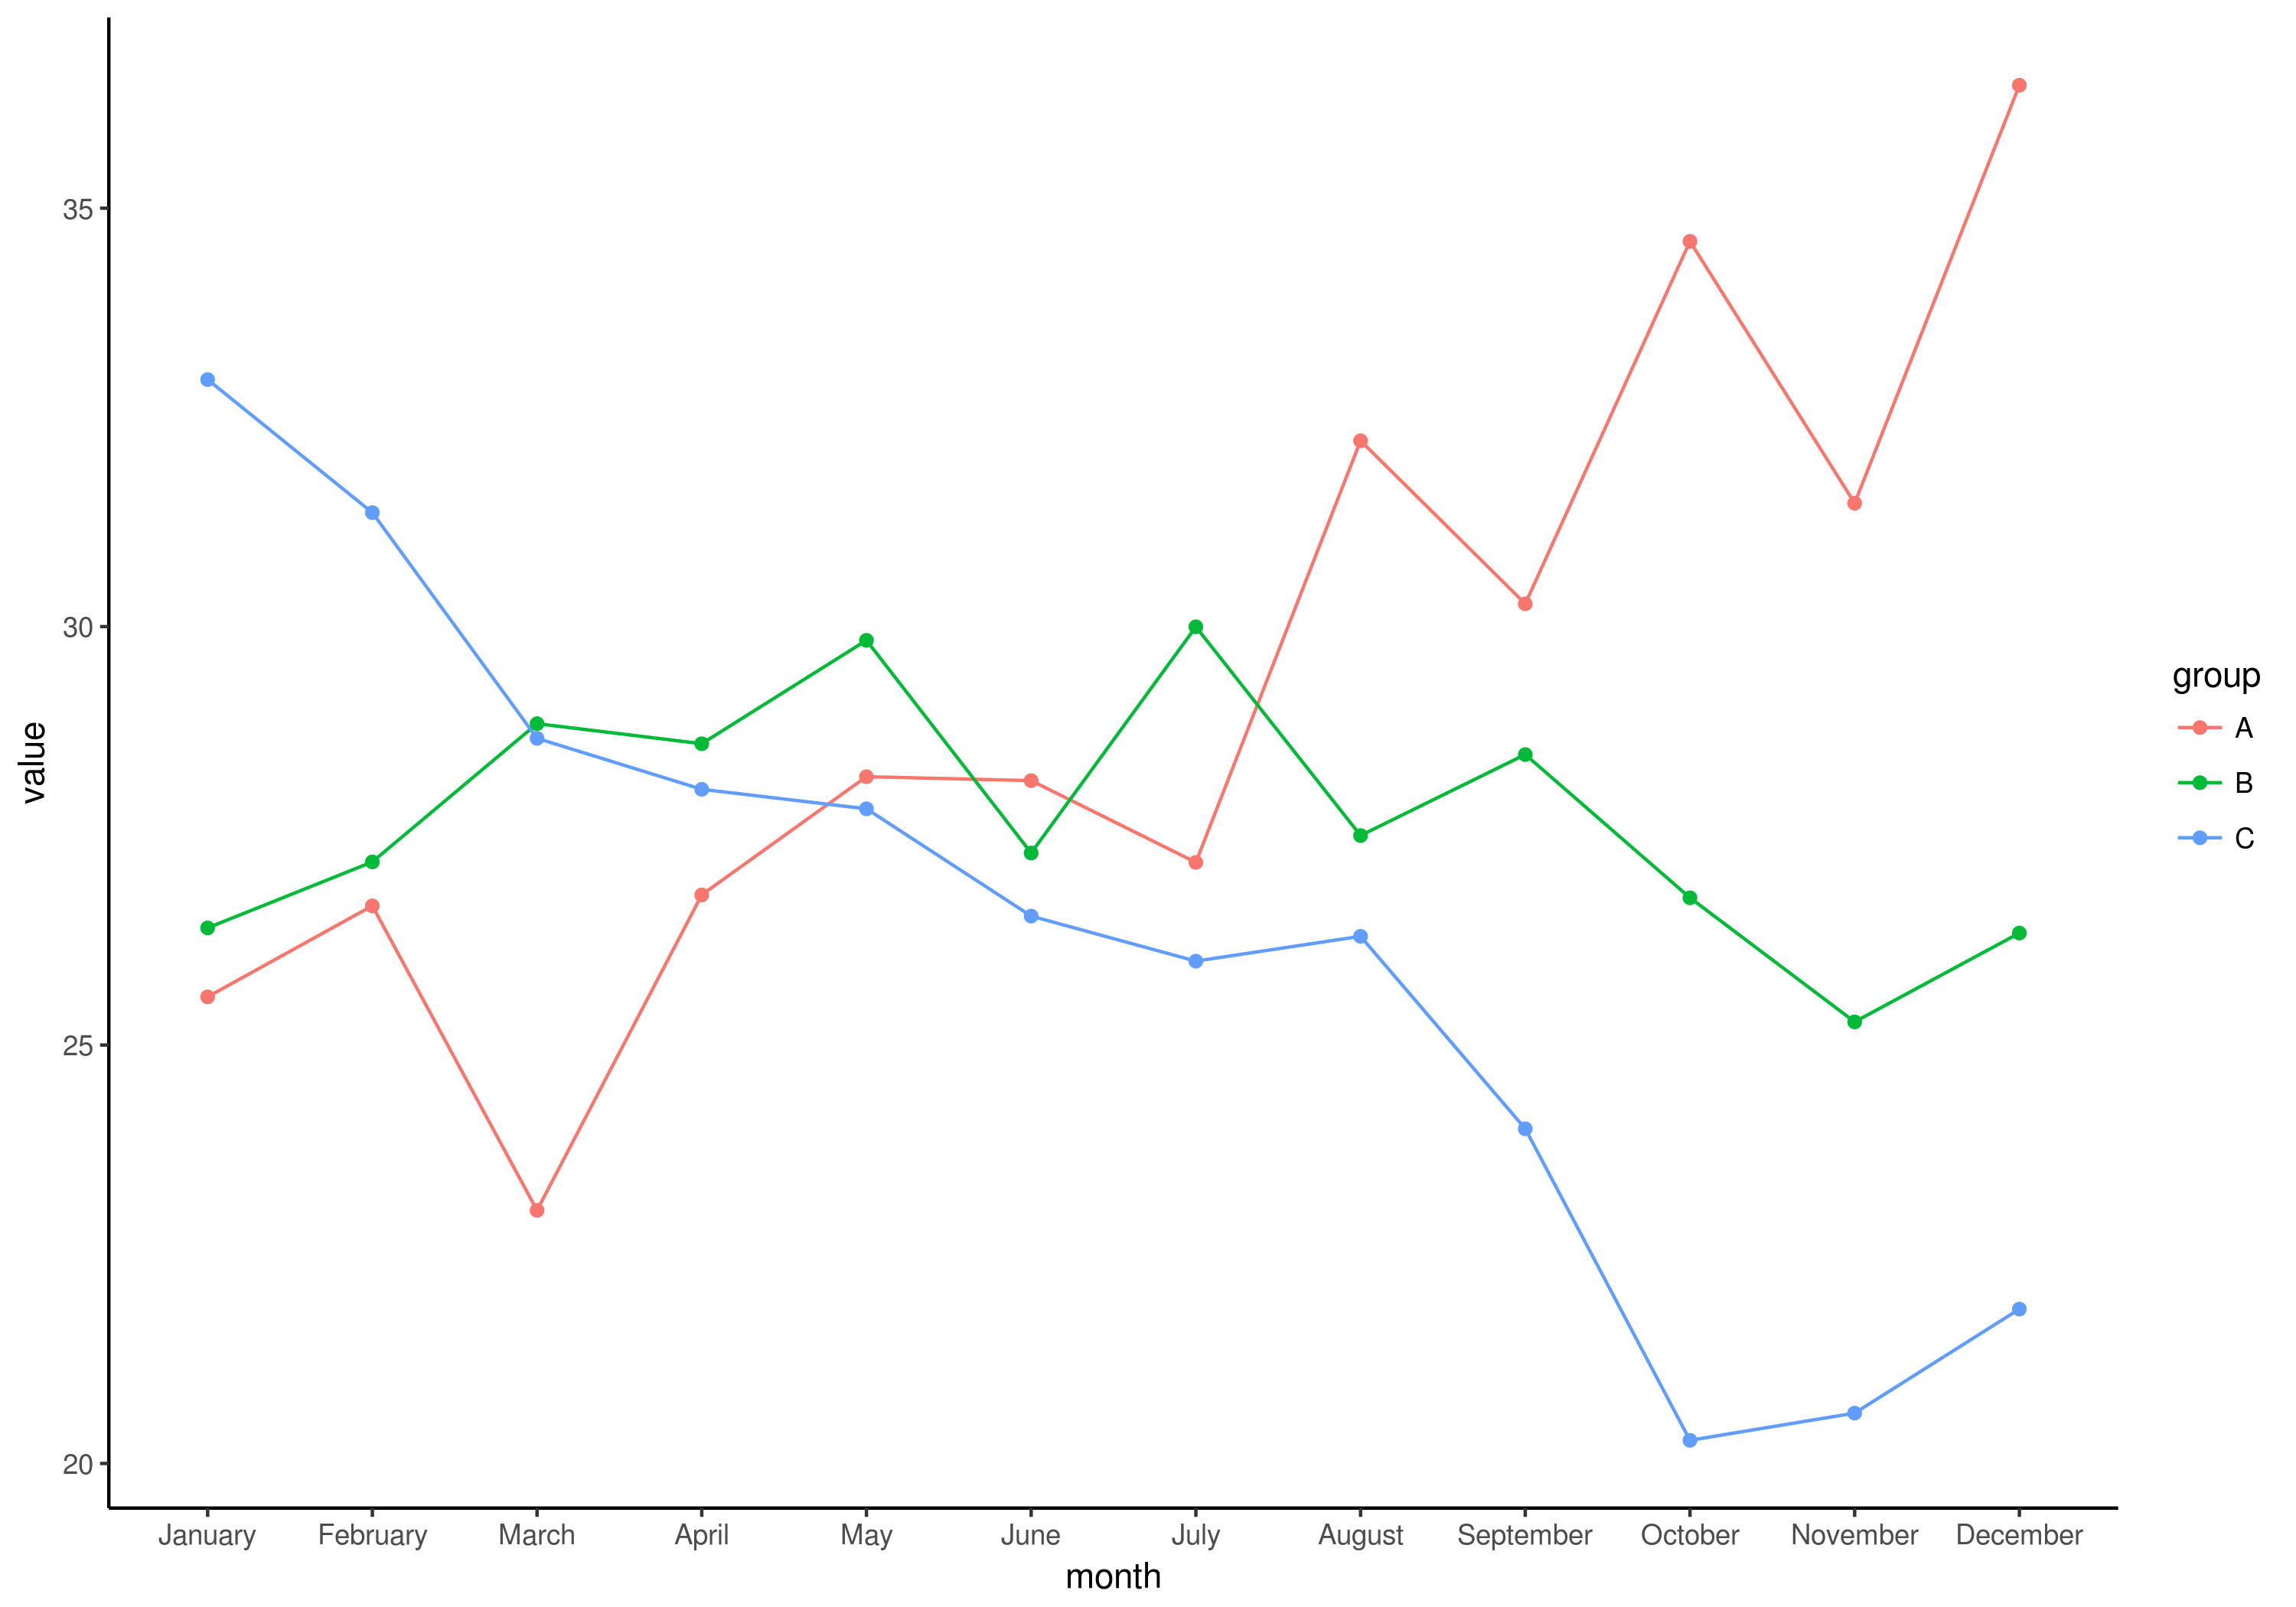 35
30
25
20
value
January February March April May June July August September October November December
month
group
A
B
C